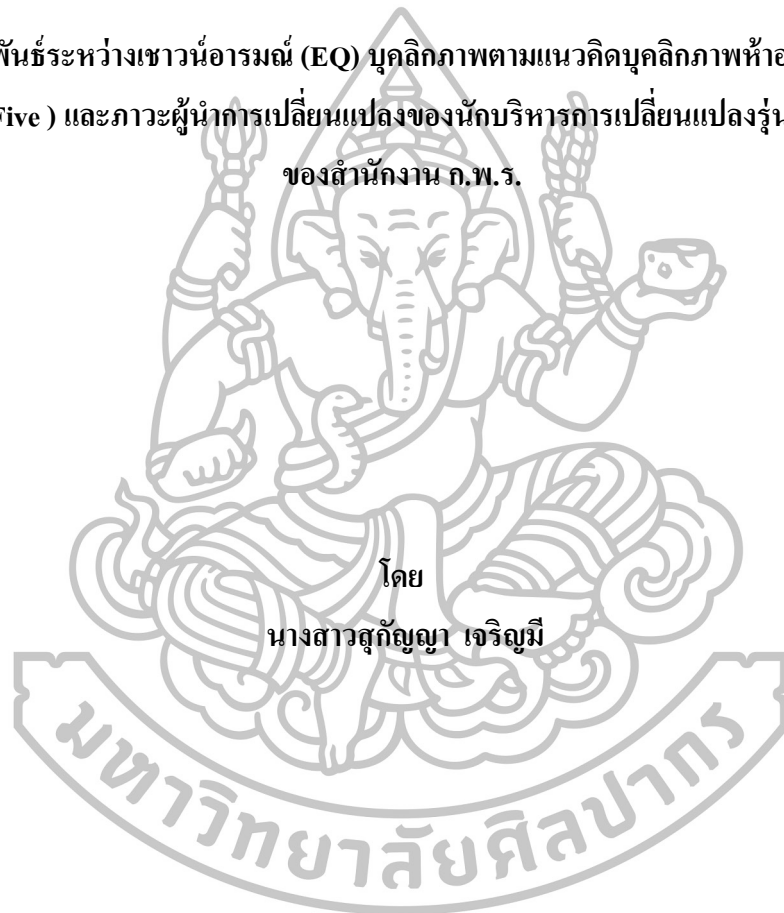 พันธ์ระหว่างเชาวน์อารมณ์ (EQ) บุคลิกภาพตามแนวคิดบุคลิกภาพห้าอ
Five ) และภาวะผู้นำการเปลี่ยนแปลงของนักบริหารการเปลี่ยนแปลงรุ่น
ของสำนักงาน ก.พ.ร.
โดย
นางสาวสุกัญญา เจริญมี
มหาวิทยาลัยศิลปากร